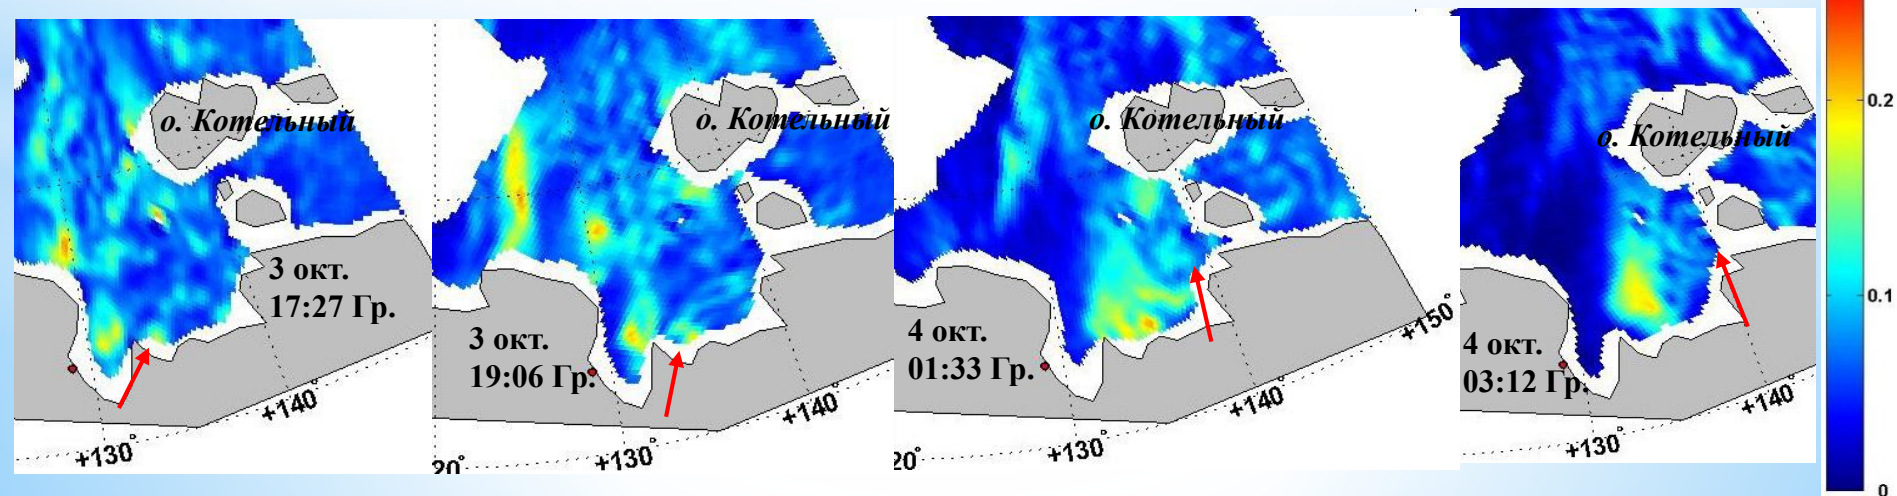 о. Котельный
3 окт.
17:27 Гр.
+130°
+140°
о. Котельный
3 окт.
19:06 Гр.
20°
+130°
+140°
о. Котельный
4 окт.
01:33 Гр.
20°
+130°
+140°
+150°
о. Котельный
4 окт.
03:12 Гр.
+130°
+140°
0.2
0.1
0